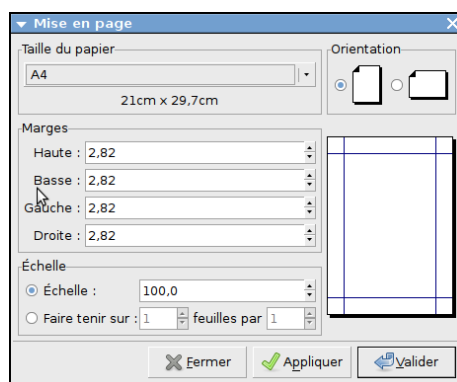 Mise en page
Taille du papier
Orientation
A4
21cm x 29,7cm
Marges
Haute : 2,82
Basse : 2,82
Gauche : 2,82
Droite : 2,82
Échelle
Échelle : 100,0
Faire tenir sur : 1 feuilles par 1
Fermer Appliquer Valider